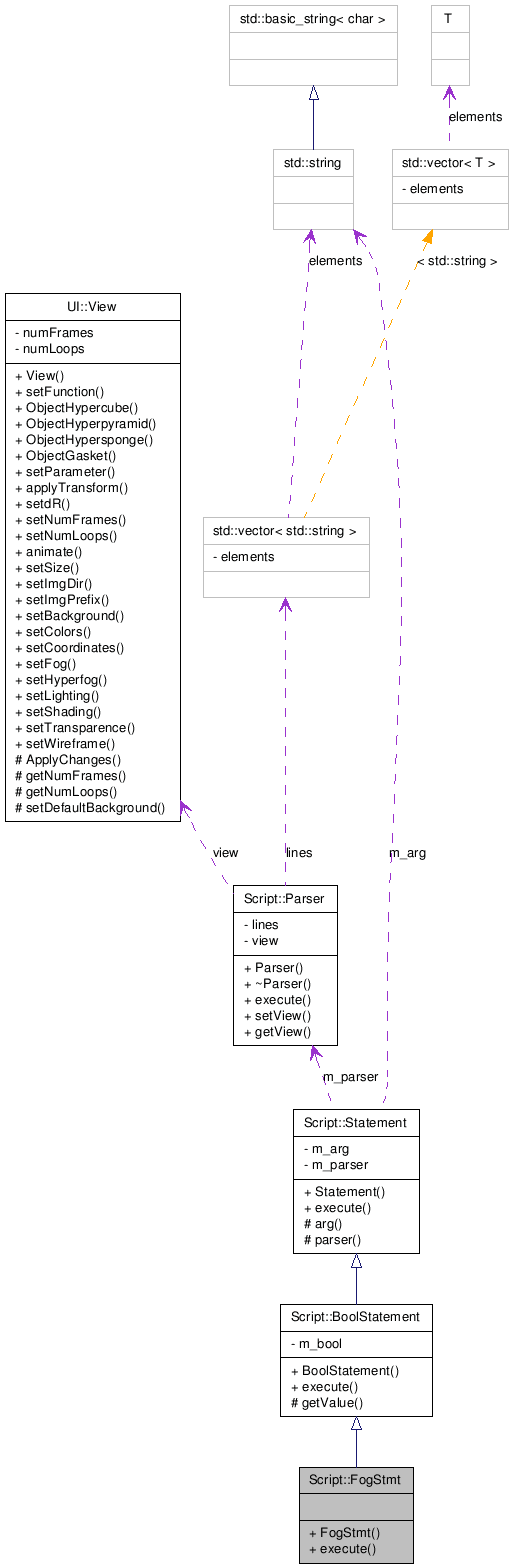 std::basic_string< char >
T
elements
std::string
std::vector< T >
- elements
elements
< std::string >
UI::View
- numFrames
- numLoops
+ View()
+ setFunction()
+ ObjectHypercube()
+ ObjectHyperpyramid()
+ ObjectHypersponge()
+ ObjectGasket()
+ setParameter()
+ applyTransform()
+ setdR()
+ setNumFrames()
+ setNumLoops()
+ animate()
+ setSize()
+ setImgDir()
+ setImgPrefix()
+ setBackground()
+ setColors()
+ setCoordinates()
+ setFog()
+ setHyperfog()
+ setLighting()
+ setShading()
+ setTransparence()
+ setWireframe()
# ApplyChanges()
# getNumFrames()
# getNumLoops()
# setDefaultBackground()
std::vector< std::string >
- elements
view
lines
m_arg
Script::Parser
- lines
- view
+ Parser()
+ ~Parser()
+ execute()
+ setView()
+ getView()
m_parser
Script::Statement
- m_arg
- m_parser
+ Statement()
+ execute()
# arg()
# parser()
Script::BoolStatement
- m_bool
+ BoolStatement()
+ execute()
# getValue()
Script::FogStmt
+ FogStmt()
+ execute()